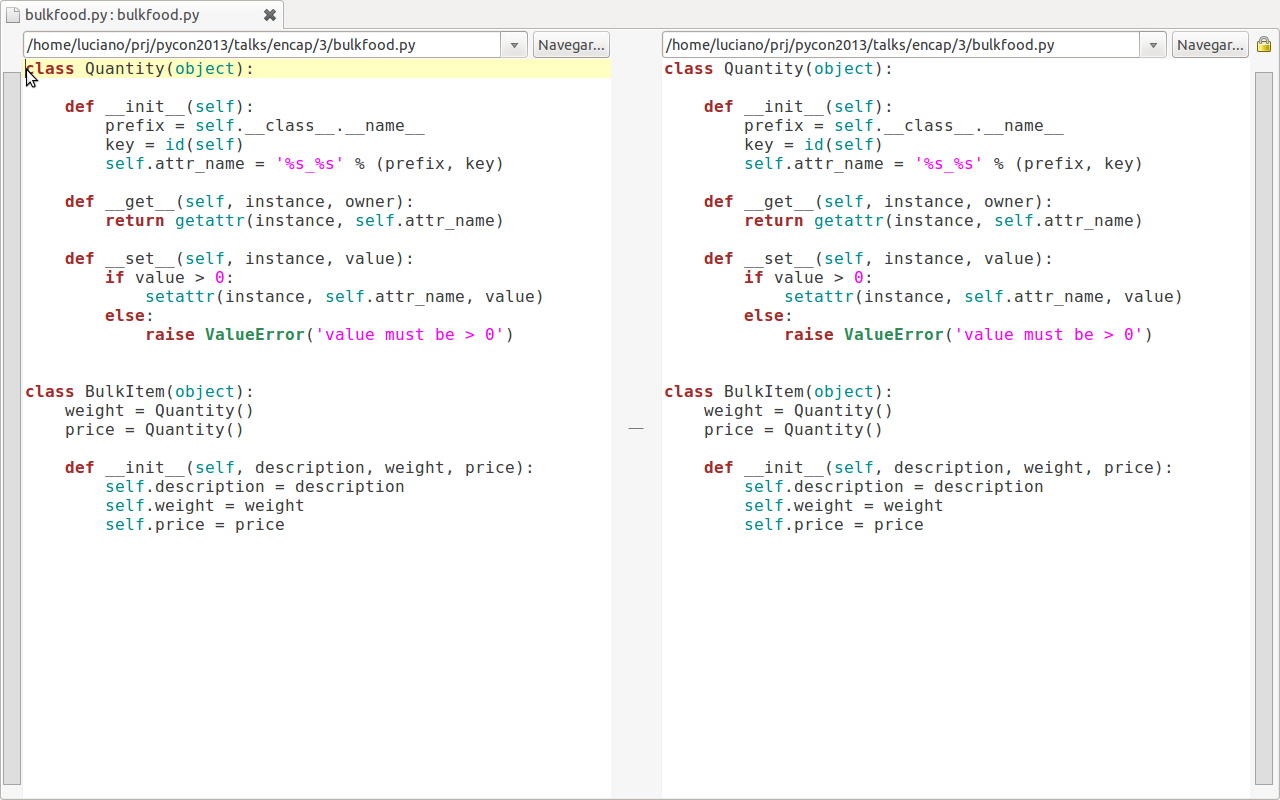 bulkfood.py : bulkfood.py
/home/luciano/prj/pycon2013/talks/encap/3/bulkfood.py
Navegar...
class Quantity(object):
    def __init__(self):
        prefix = self.__class__.__name__
        key = id(self)
        self.attr_name = '%s_%s' % (prefix, key)
    def __get__(self, instance, owner):
        return getattr(instance, self.attr_name)
    def __set__(self, instance, value):
        if value > 0:
            setattr(instance, self.attr_name, value)
        else:
            raise ValueError('value must be > 0')
class BulkItem(object):
    weight = Quantity()
    price = Quantity()
    def __init__(self, description, weight, price):
        self.description = description
        self.weight = weight
        self.price = price
/home/luciano/prj/pycon2013/talks/encap/3/bulkfood.py
Navegar...
class Quantity(object):
    def __init__(self):
        prefix = self.__class__.__name__
        key = id(self)
        self.attr_name = '%s_%s' % (prefix, key)
    def __get__(self, instance, owner):
        return getattr(instance, self.attr_name)
    def __set__(self, instance, value):
        if value > 0:
            setattr(instance, self.attr_name, value)
        else:
            raise ValueError('value must be > 0')
class BulkItem(object):
    weight = Quantity()
    price = Quantity()
    def __init__(self, description, weight, price):
        self.description = description
        self.weight = weight
        self.price = price